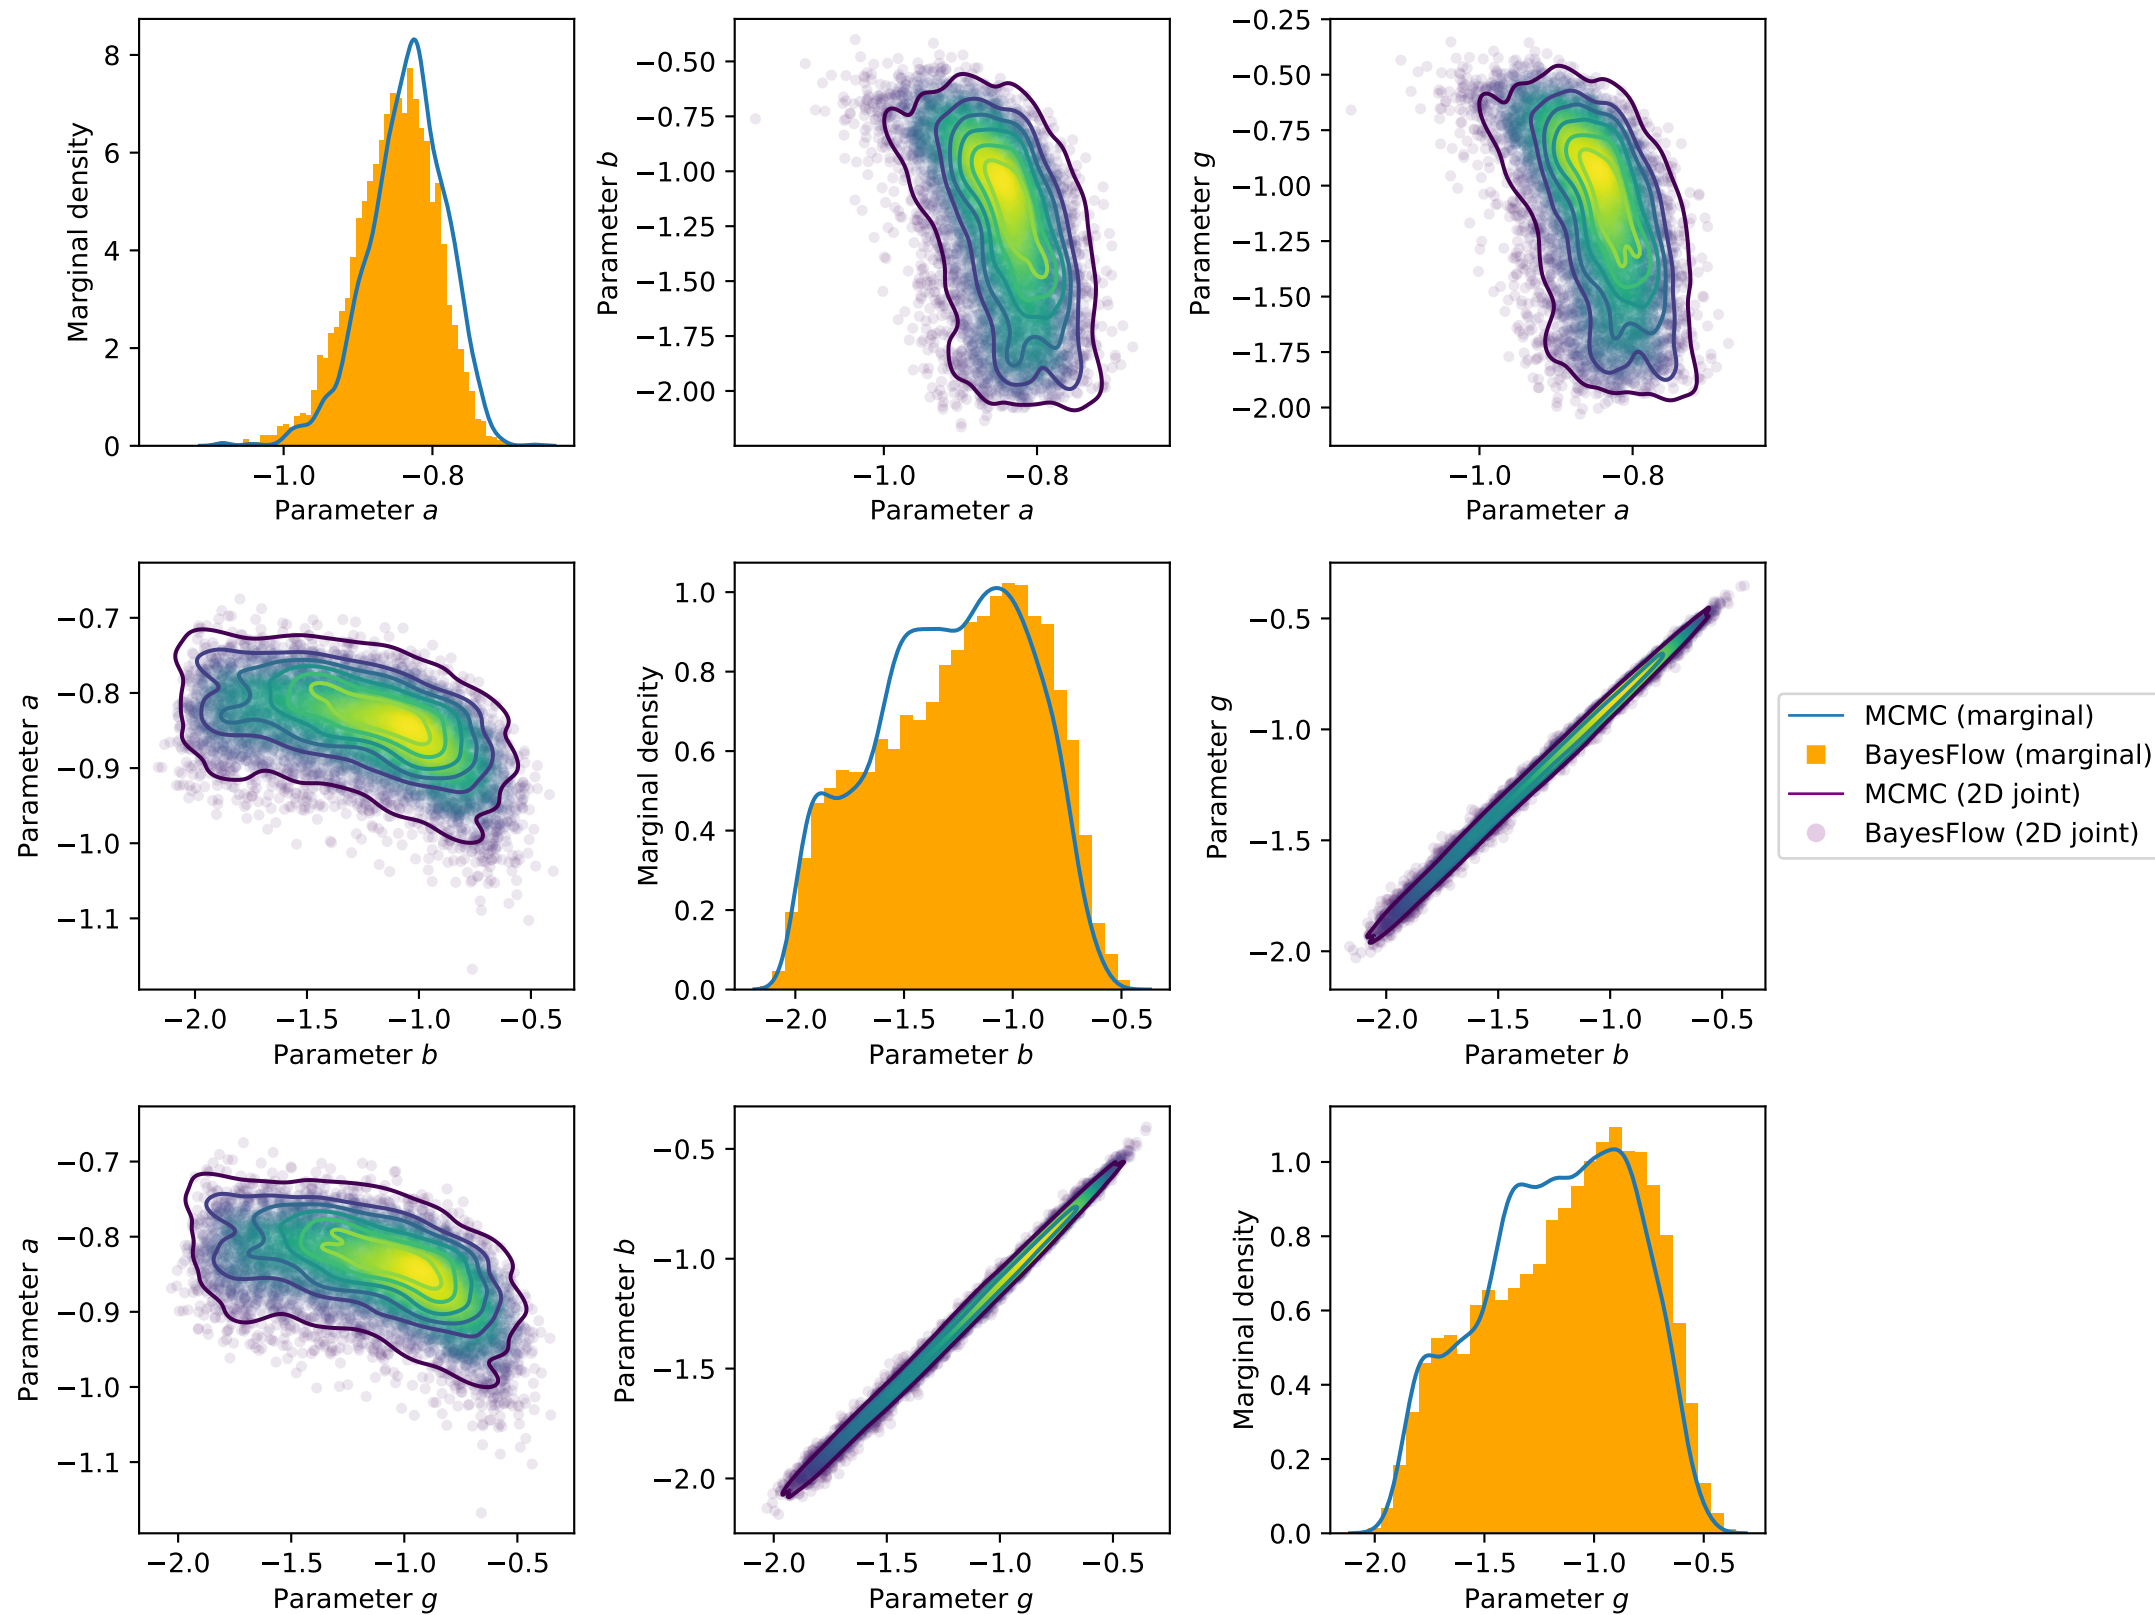 8
6
4
2
0
Marginal density
−1.0 −0.8
Parameter a
−0.50
−0.75
−1.00
−1.25
−1.50
−1.75
−2.00
Parameter b
−1.0 −0.8
Parameter a
−0.25
−0.50
−0.75
−1.00
−1.25
−1.50
−1.75
−2.00
Parameter g
−1.0 −0.8
Parameter a
−0.7
−0.8
−0.9
−1.0
−1.1
Parameter a
−2.0 −1.5 −1.0 −0.5
Parameter b
1.0
0.8
0.6
0.4
0.2
0.0
Marginal density
−2.0 −1.5 −1.0 −0.5
Parameter b
−0.5
−1.0
−1.5
−2.0
Parameter g
−2.0 −1.5 −1.0 −0.5
Parameter b
MCMC (marginal)
BayesFlow (marginal)
MCMC (2D joint)
BayesFlow (2D joint)
−0.7
−0.8
−0.9
−1.0
−1.1
Parameter a
−2.0 −1.5 −1.0 −0.5
Parameter g
−0.5
−1.0
−1.5
−2.0
Parameter b
−2.0 −1.5 −1.0 −0.5
Parameter g
1.0
0.8
0.6
0.4
0.2
0.0
Marginal density
−2.0 −1.5 −1.0 −0.5
Parameter g